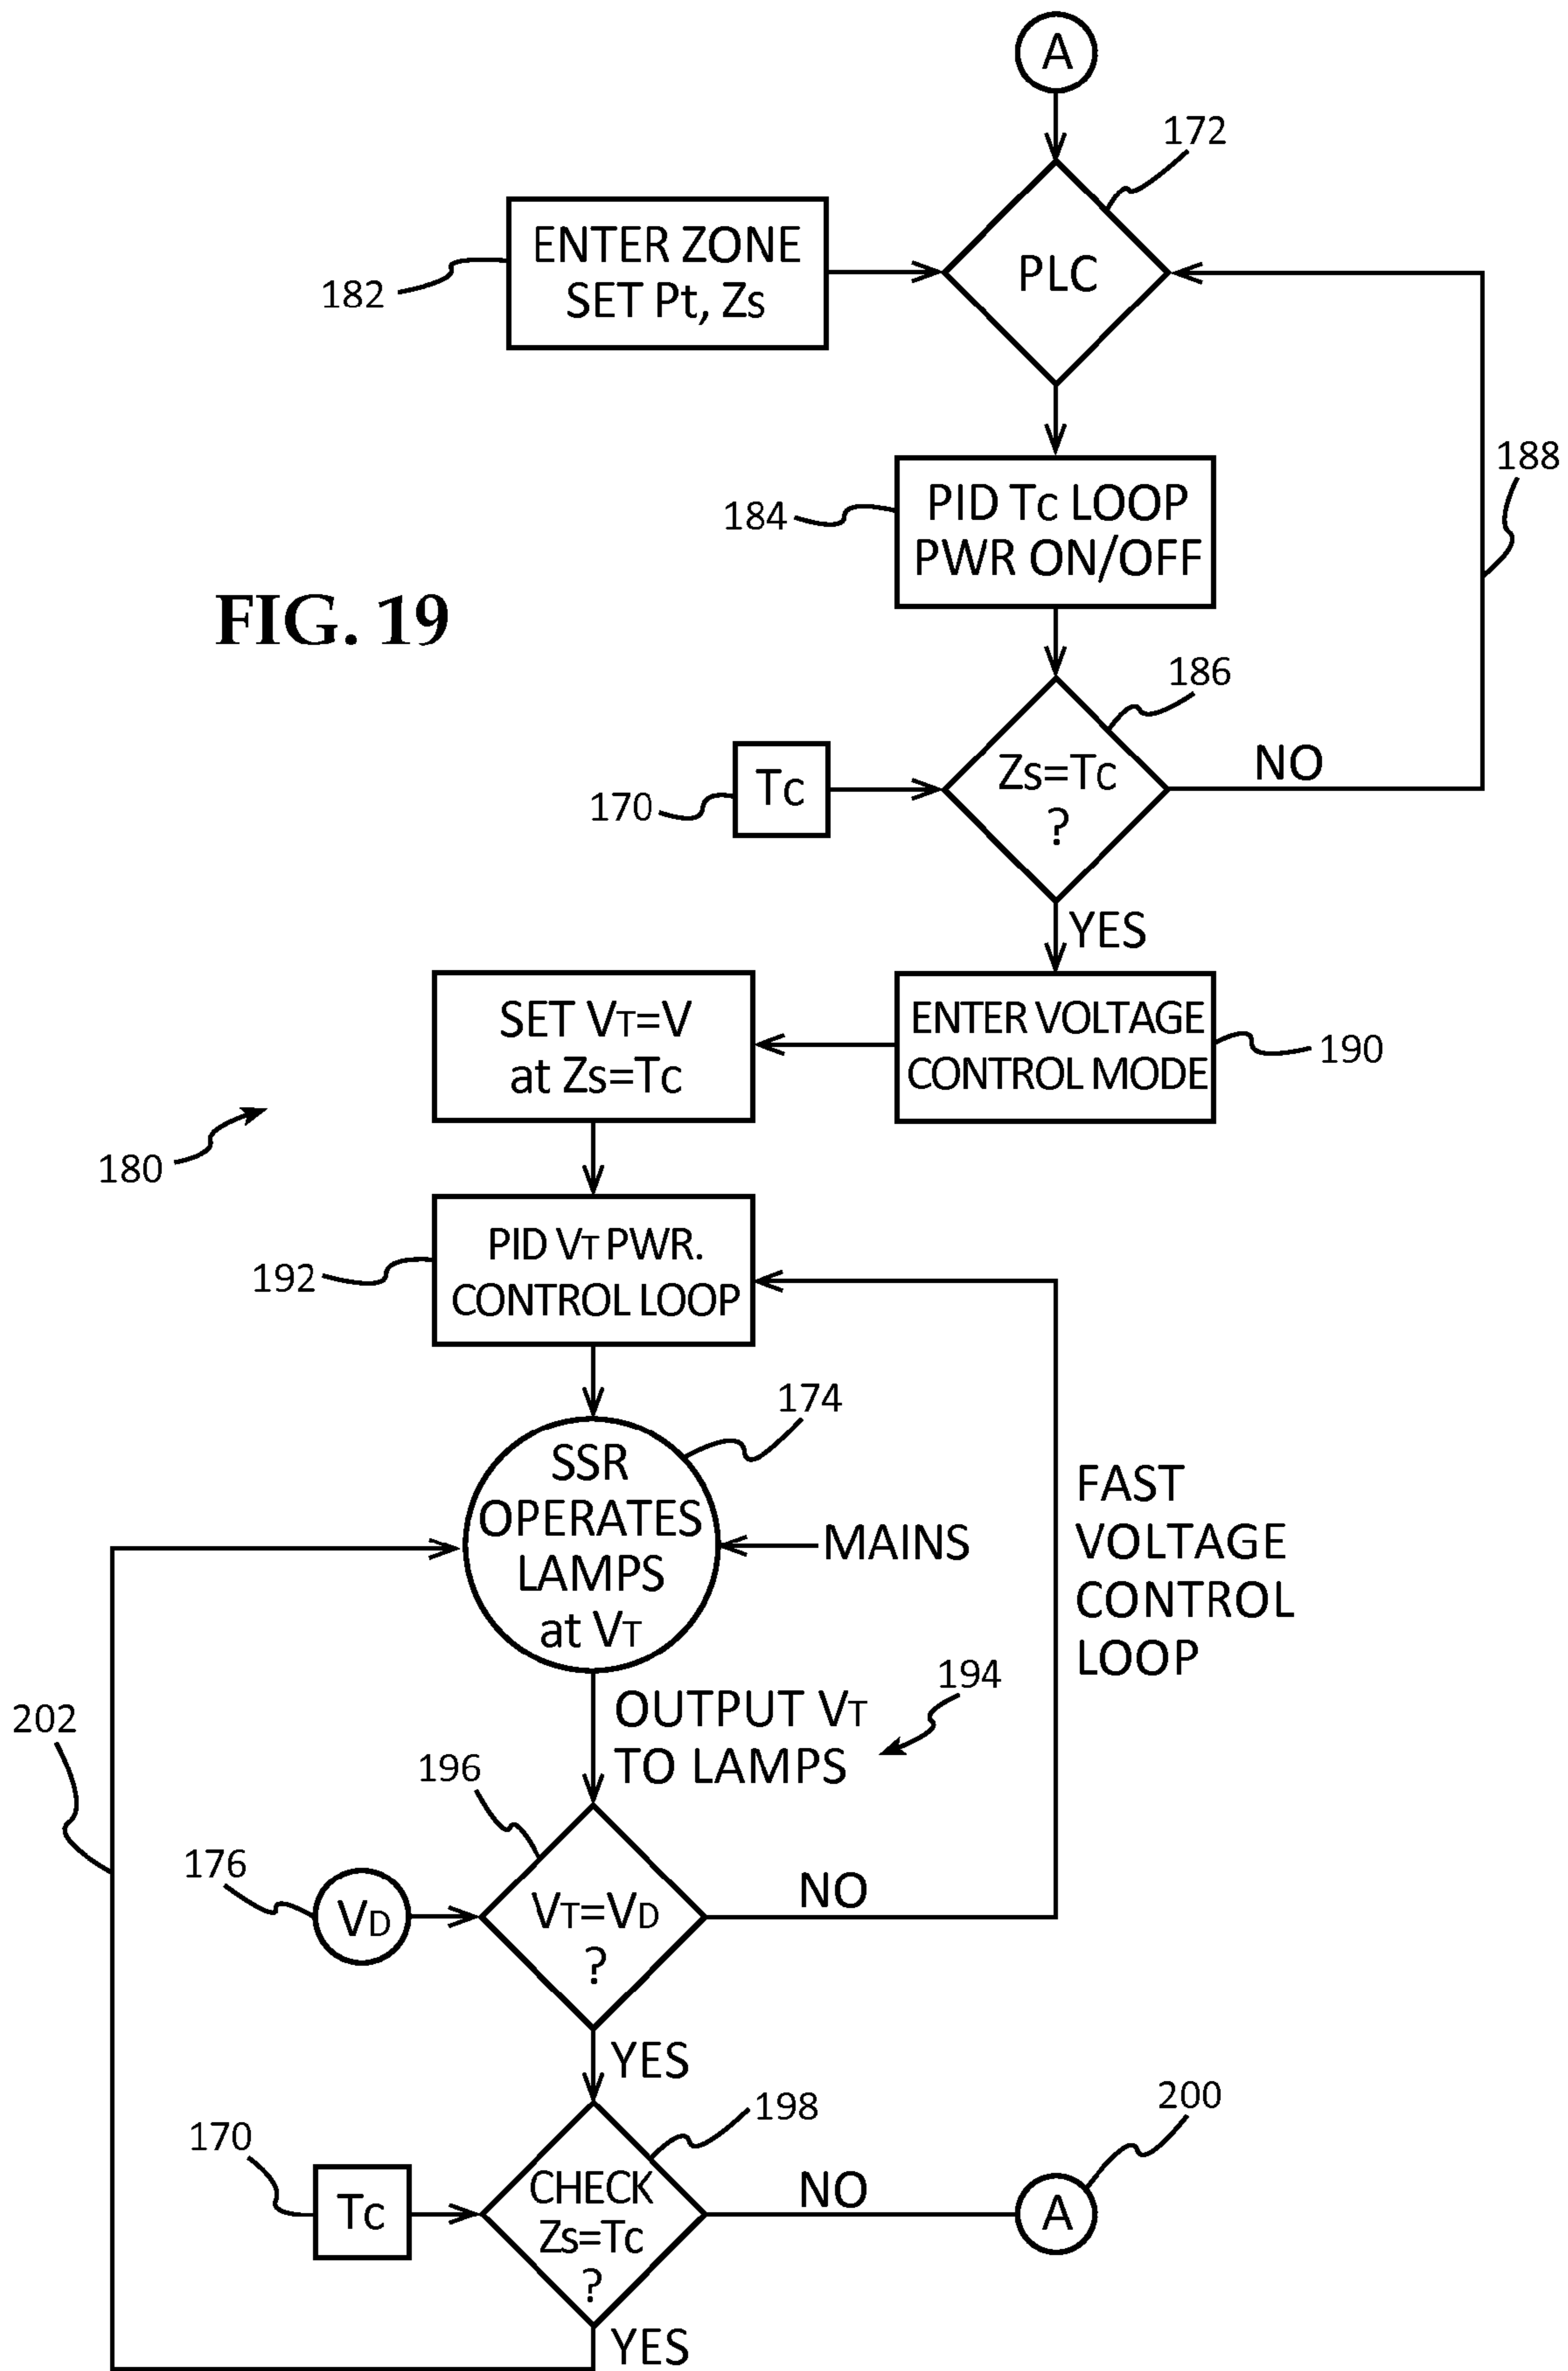 A
172
ENTER ZONE
SET Pt, Zs
182
PLC
188
PID Tc LOOP
PWR ON/OFF
184
FIG. 19
186
Zs=Tc
?
NO
Tc
170
YES
SET VT=V
at Zs=Tc
ENTER VOLTAGE
CONTROL MODE
190
180
PID VT PWR.
CONTROL LOOP
192
174
SSR
OPERATES
LAMPS
at VT
MAINS
FAST
VOLTAGE
CONTROL
LOOP
194
OUTPUT VT
TO LAMPS
202
196
176
VD
VT=VD
?
NO
YES
198
200
170
Tc
CHECK
Zs=Tc
?
NO
A
YES